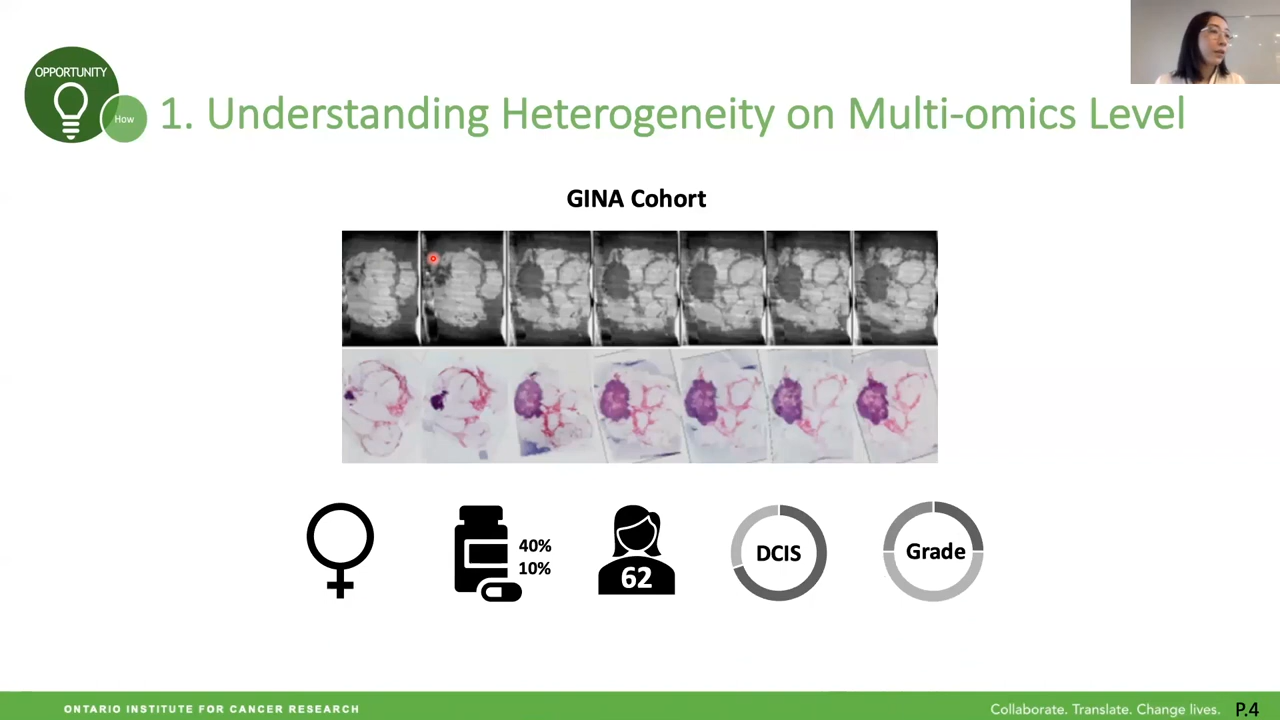 OPPORTUNITY
How
1. Understanding Heterogeneity on Multi-omics Level
GINA Cohort
40%
10%
62
DCIS
Grade
ONTARIO INSTITUTE FOR CANCER RESEARCH
Collaborate. Translate. Change lives.
P.4